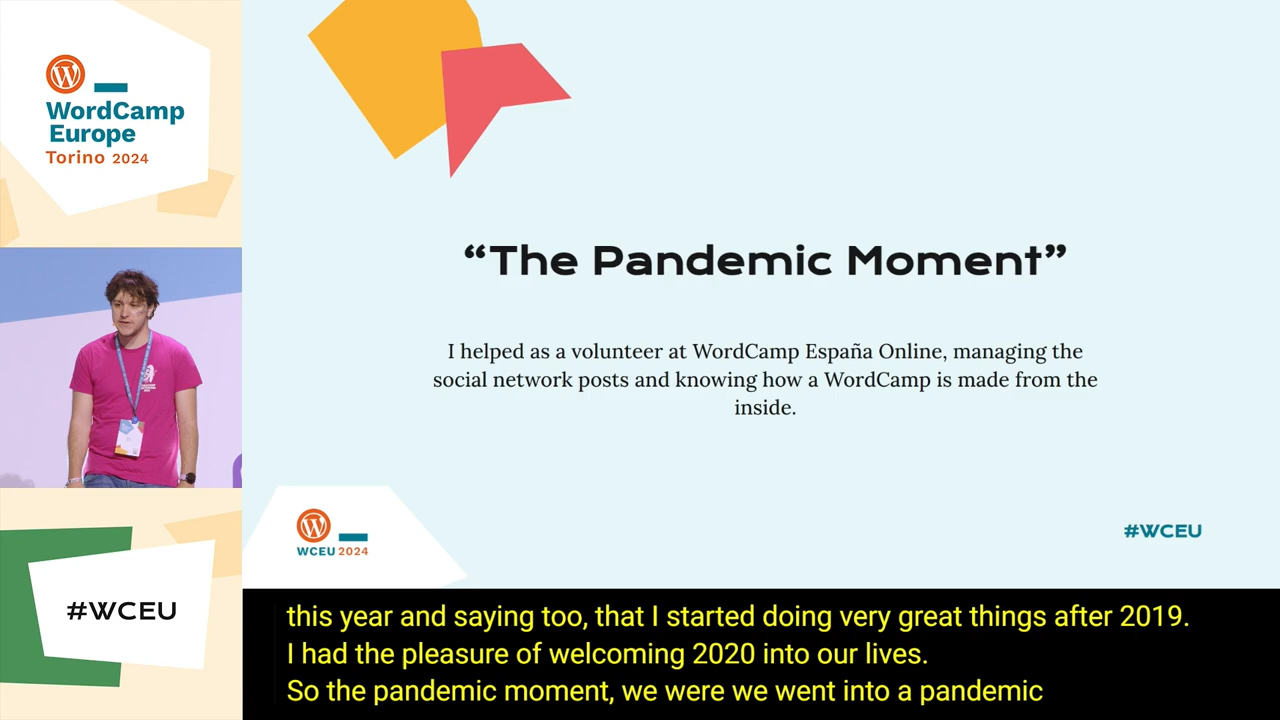 WordCamp
Europe
Torino 2024
“The Pandemic Moment”
I helped as a volunteer at WordCamp España Online, managing the
social network posts and knowing how a WordCamp is made from the
inside.
WCEU 2024
#WCEU
#WCEU
this year and saying too, that I started doing very great things after 2019.
I had the pleasure of welcoming 2020 into our lives.
So the pandemic moment, we were we went into a pandemic